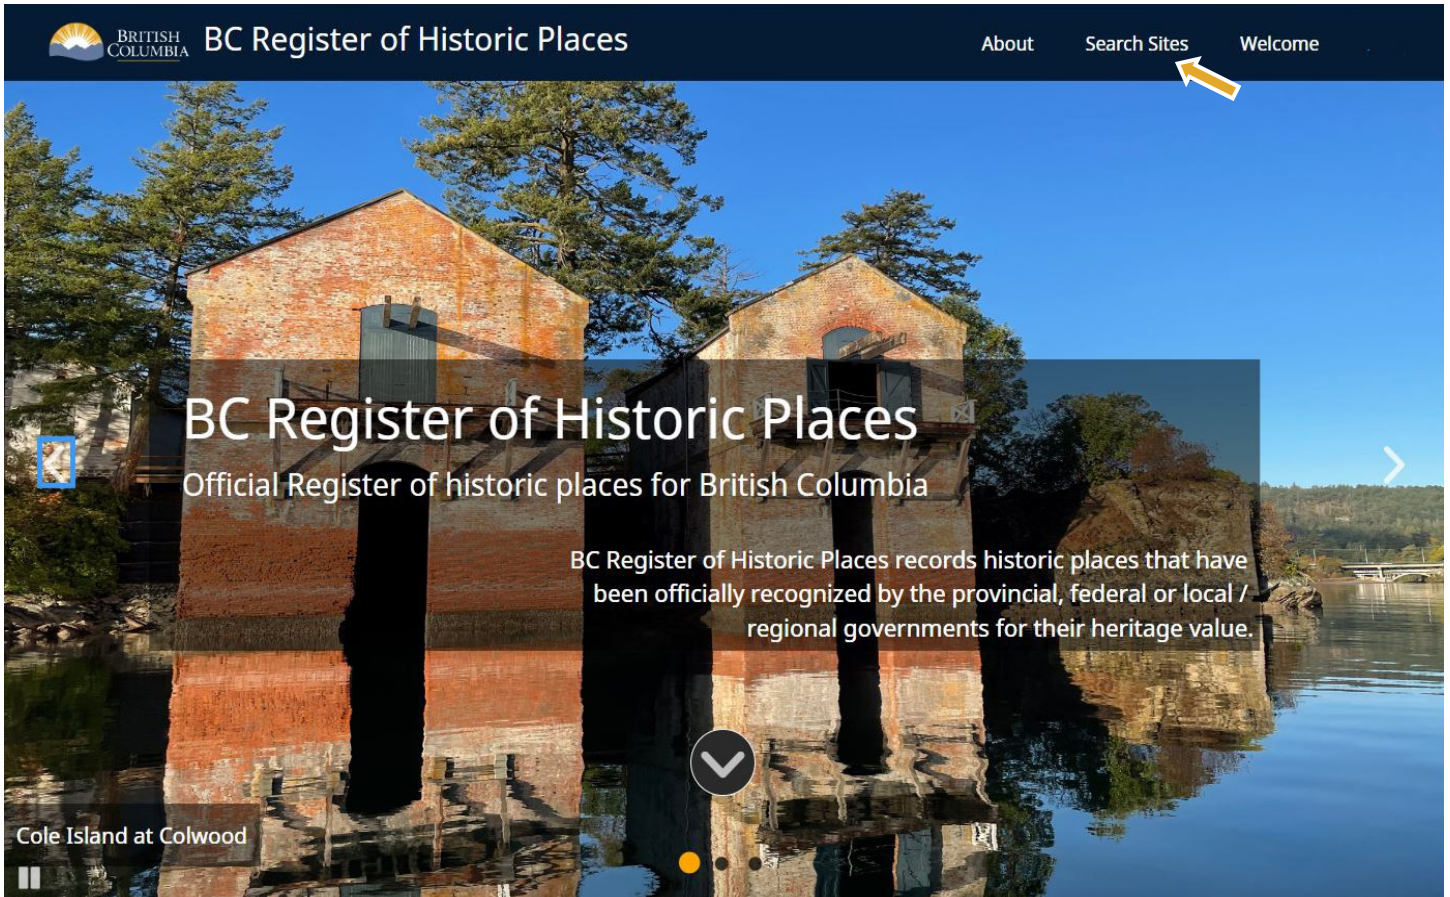 BRITISH
COLUMBIA
BC Register of Historic Places
About
Search Sites
Welcome
BC Register of Historic Places
Official Register of historic places for British Columbia
BC Register of Historic Places records historic places that have
been officially recognized by the provincial, federal or local /
regional governments for their heritage value.
Cole Island at Colwood